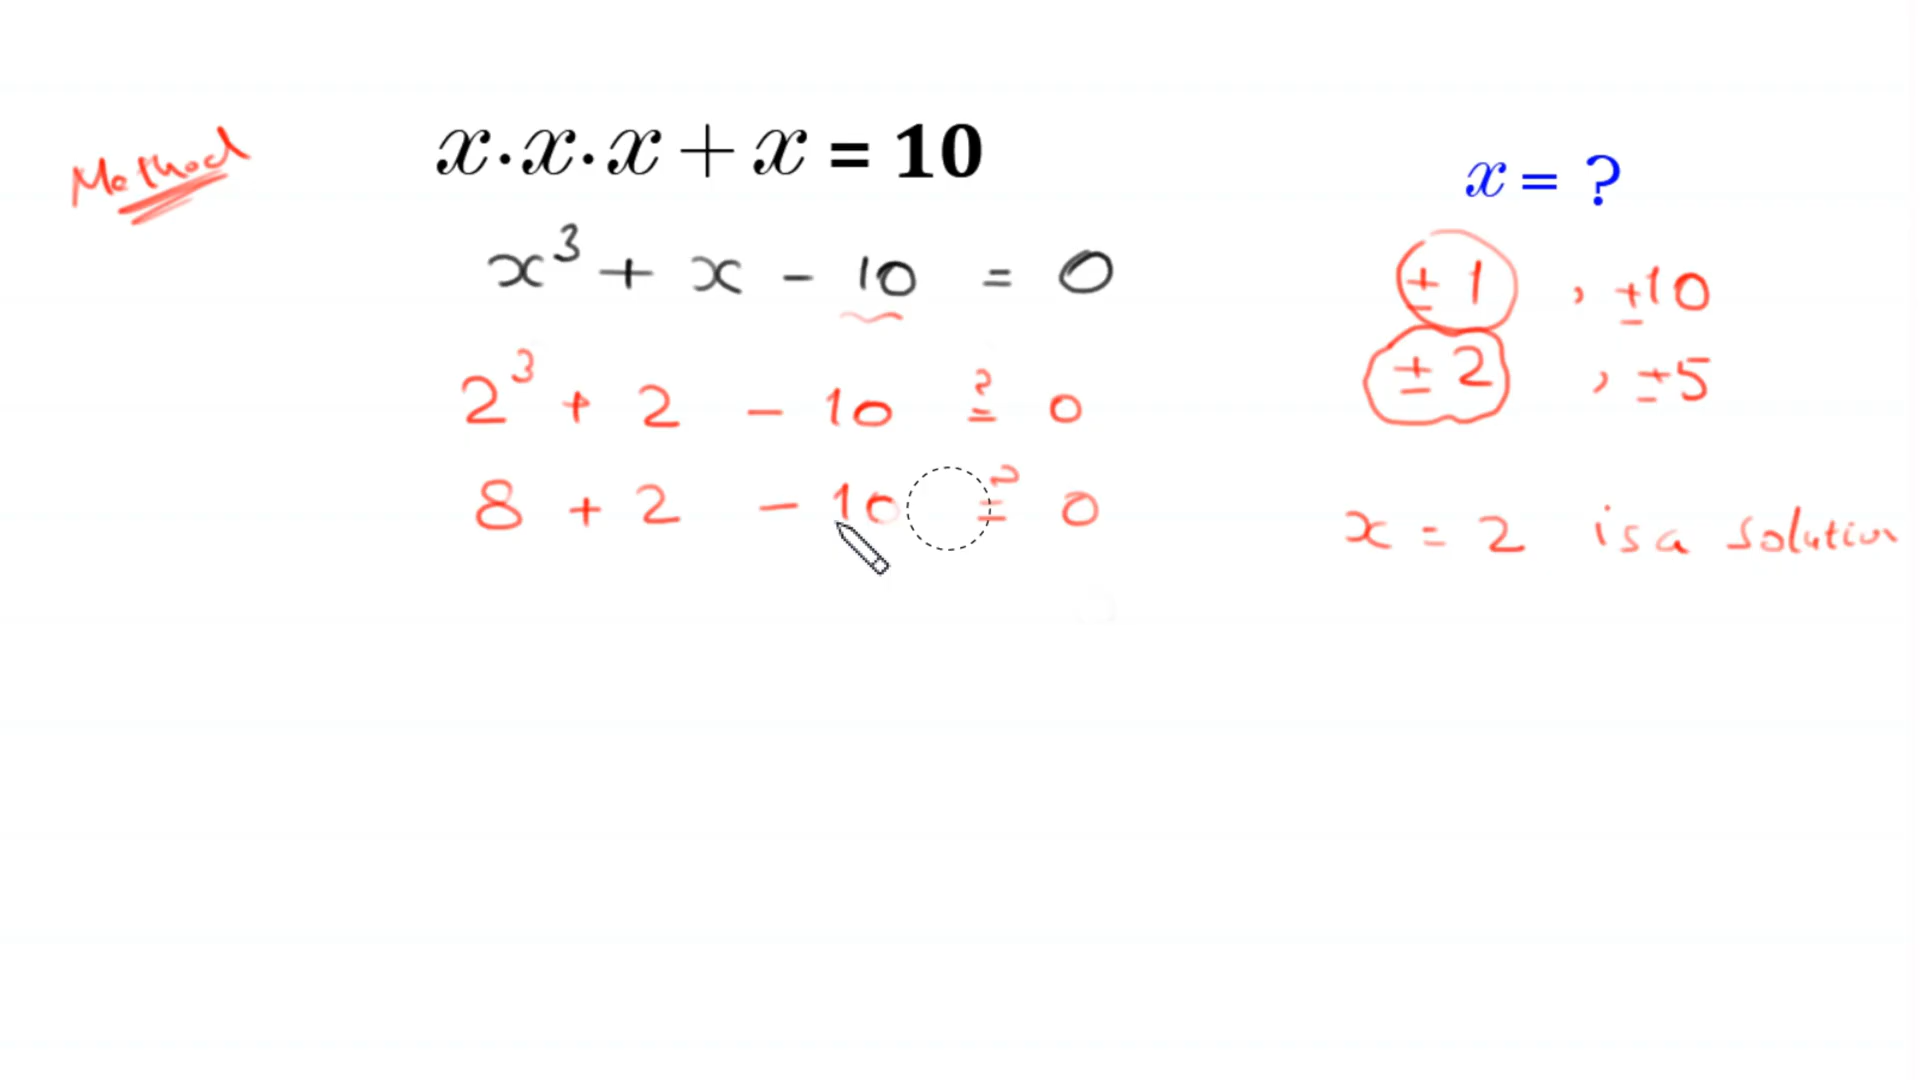 Method
x·x·x + x = 10
x = ?
x³ + x - 10 = 0
± 1 , ±10
2³ + 2 - 10 ≟ 0
± 2 , ±5
8 + 2 - 10 ≟ 0
x = 2 is a solution